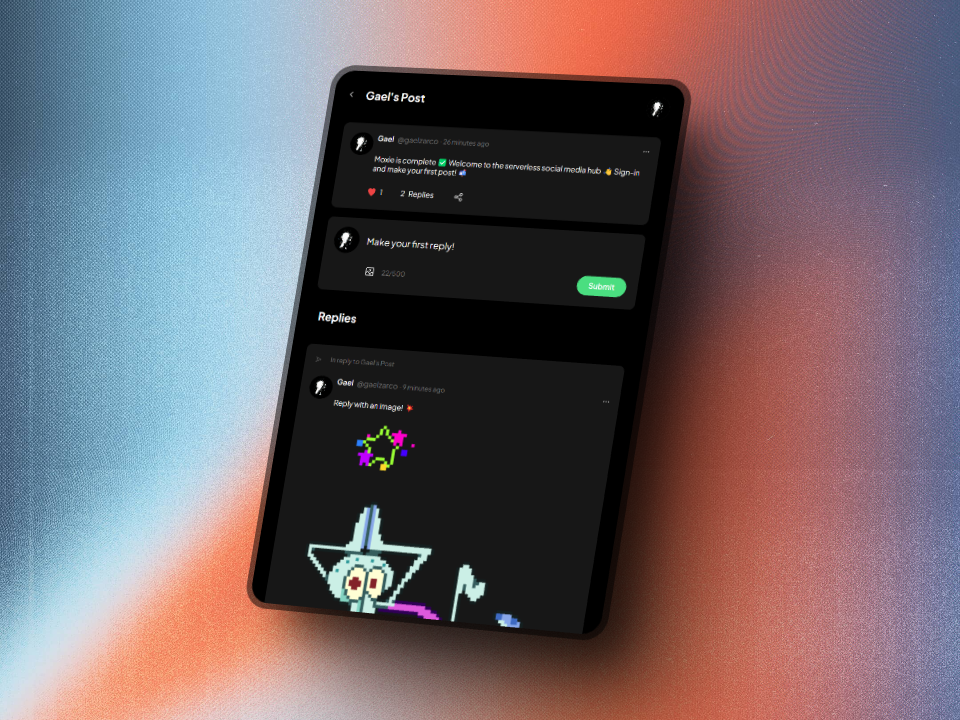 Gael's Post
Gael @gaelzarco · 26 minutes ago
Moxie is complete ✅ Welcome to the serverless social media hub 👋 Sign-in
and make your first post! 📬
❤️ 1 2 Replies
Make your first reply!
22/500
Submit
Replies
In reply to Gael's Post
Gael @gaelzarco · 9 minutes ago
Reply with an image! 💥